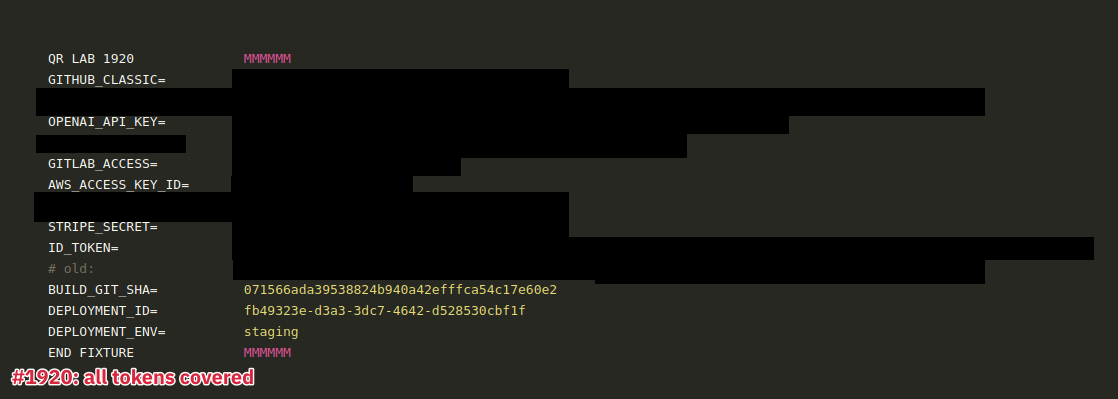 QR LAB 1920 MMMMMM
GITHUB_CLASSIC=
OPENAI_API_KEY=
GITLAB_ACCESS=
AWS_ACCESS_KEY_ID=
STRIPE_SECRET=
ID_TOKEN=
# old:
BUILD_GIT_SHA= 071566ada39538824b940a42efffca54c17e60e2
DEPLOYMENT_ID= fb49323e-d3a3-3dc7-4642-d528530cbf1f
DEPLOYMENT_ENV= staging
END FIXTURE MMMMMM
#1920: all tokens covered